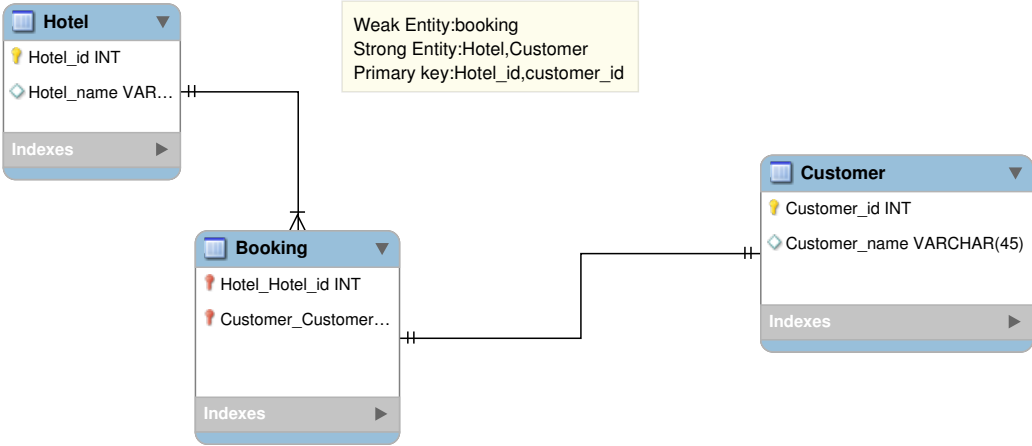 Hotel
Hotel_id INT
Hotel_name VAR...
Indexes
Weak Entity:booking
Strong Entity:Hotel,Customer
Primary key:Hotel_id,customer_id
Booking
Hotel_Hotel_id INT
Customer_Customer...
Indexes
Customer
Customer_id INT
Customer_name VARCHAR(45)
Indexes